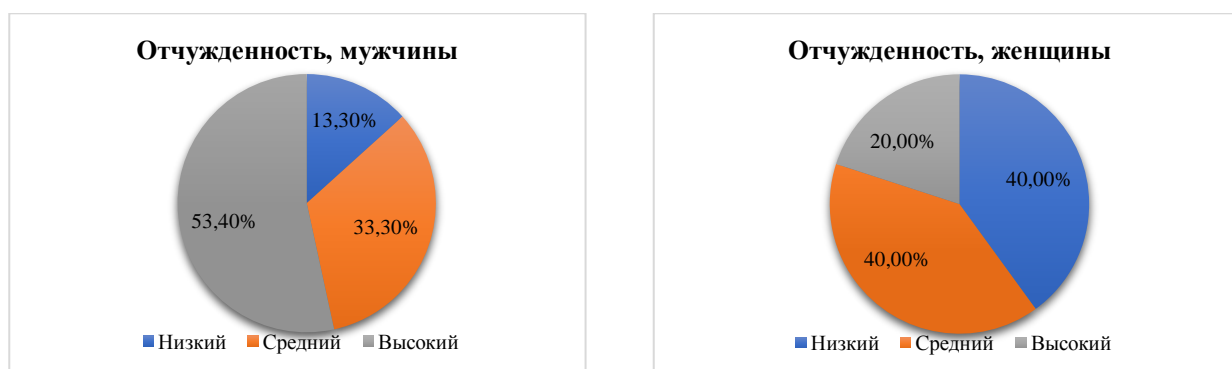 Отчужденность, мужчины
13,30%
53,40%
33,30%
Низкий Средний Высокий
Отчужденность, женщины
20,00%
40,00%
40,00%
Низкий Средний Высокий